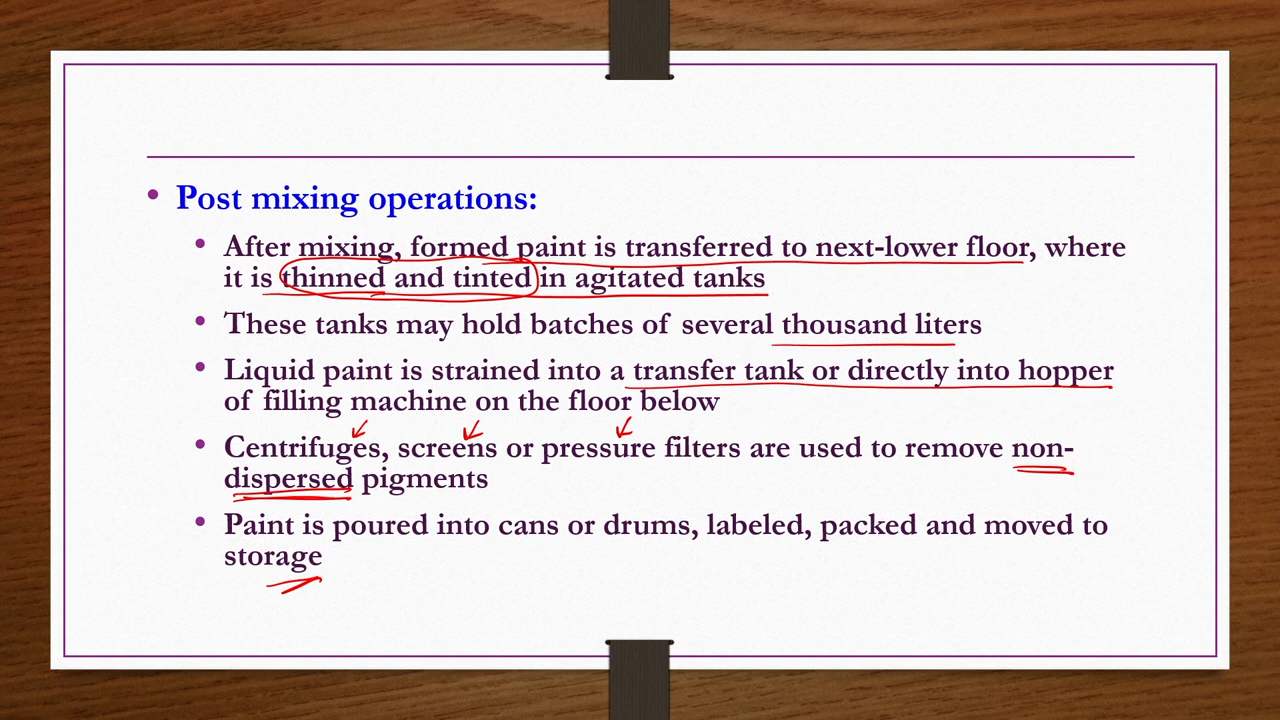 • Post mixing operations:
• After mixing, formed paint is transferred to next-lower floor, where
it is thinned and tinted in agitated tanks
• These tanks may hold batches of several thousand liters
• Liquid paint is strained into a transfer tank or directly into hopper
of filling machine on the floor below
• Centrifuges, screens or pressure filters are used to remove non-
dispersed pigments
• Paint is poured into cans or drums, labeled, packed and moved to
storage